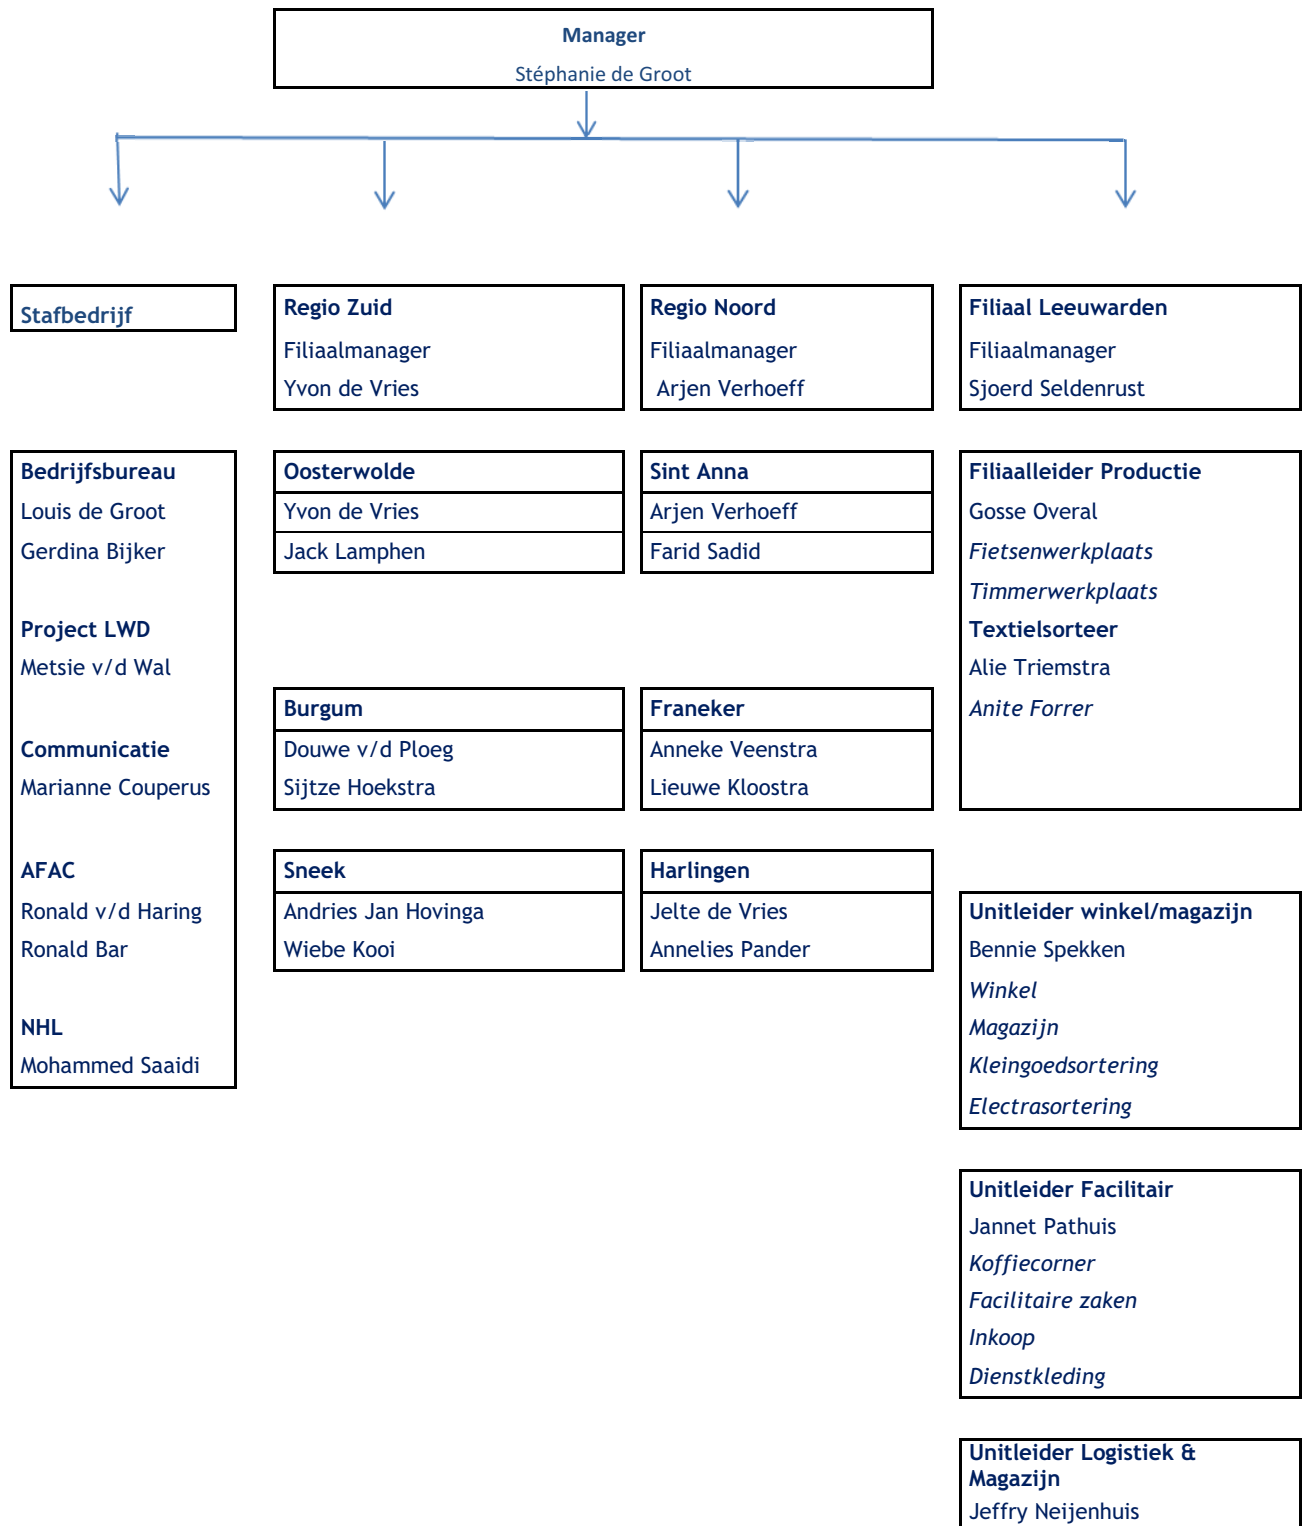 Manager
Stéphanie de Groot
Stafbedrijf
Regio Zuid
Filiaalmanager
Yvon de Vries
Regio Noord
Filiaalmanager
Arjen Verhoeff
Filiaal Leeuwarden
Filiaalmanager
Sjoerd Seldenrust
Bedrijfsbureau
Louis de Groot
Gerdina Bijker
Project LWD
Metsie v/d Wal
Communicatie
Marianne Couperus
AFAC
Ronald v/d Haring
Ronald Bar
NHL
Mohammed Saaidi
Oosterwolde
Yvon de Vries
Jack Lamphen
Burgum
Douwe v/d Ploeg
Sijtze Hoekstra
Sneek
Andries Jan Hovinga
Wiebe Kooi
Sint Anna
Arjen Verhoeff
Farid Sadid
Franeker
Anneke Veenstra
Lieuwe Kloostra
Harlingen
Jelte de Vries
Annelies Pander
Filiaalleider Productie
Gosse Overal
Fietsenwerkplaats
Timmerwerkplaats
Textielsorteer
Alie Triemstra
Anite Forrer
Unitleider winkel/magazijn
Bennie Spekken
Winkel
Magazijn
Kleingoedsortering
Electrasortering
Unitleider Facilitair
Jannet Pathuis
Koffiecorner
Facilitaire zaken
Inkoop
Dienstkleding
Unitleider Logistiek &
Magazijn
Jeffry Neijenhuis